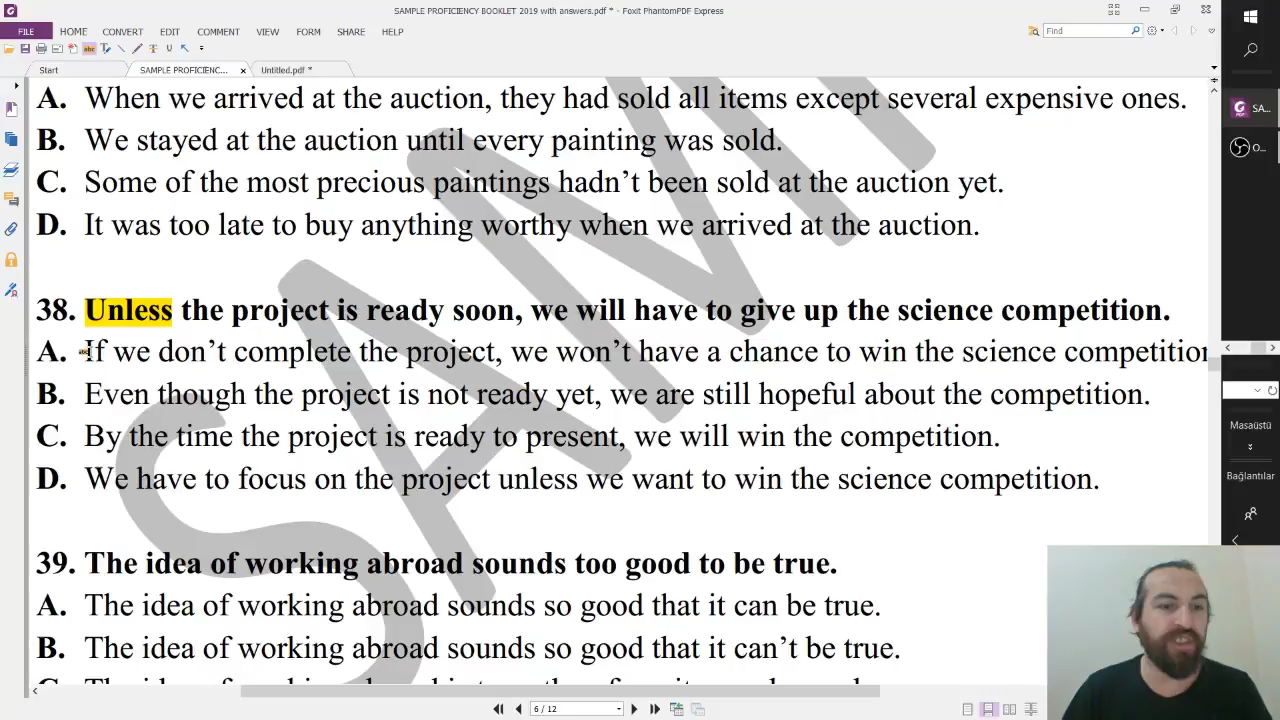 SAMPLE PROFICIENCY BOOKLET 2019 with answers.pdf * - Foxit PhantomPDF Express
FILE HOME CONVERT EDIT COMMENT VIEW FORM SHARE HELP
Find
Start SAMPLE PROFICIENC... Untitled.pdf *
A. When we arrived at the auction, they had sold all items except several expensive ones.
B. We stayed at the auction until every painting was sold.
C. Some of the most precious paintings hadn't been sold at the auction yet.
D. It was too late to buy anything worthy when we arrived at the auction.
38. Unless the project is ready soon, we will have to give up the science competition.
A. If we don't complete the project, we won't have a chance to win the science competition
B. Even though the project is not ready yet, we are still hopeful about the competition.
C. By the time the project is ready to present, we will win the competition.
D. We have to focus on the project unless we want to win the science competition.
39. The idea of working abroad sounds too good to be true.
A. The idea of working abroad sounds so good that it can be true.
B. The idea of working abroad sounds so good that it can't be true.
6 / 12
SA...
O...
Masaüstü
Bağlantılar